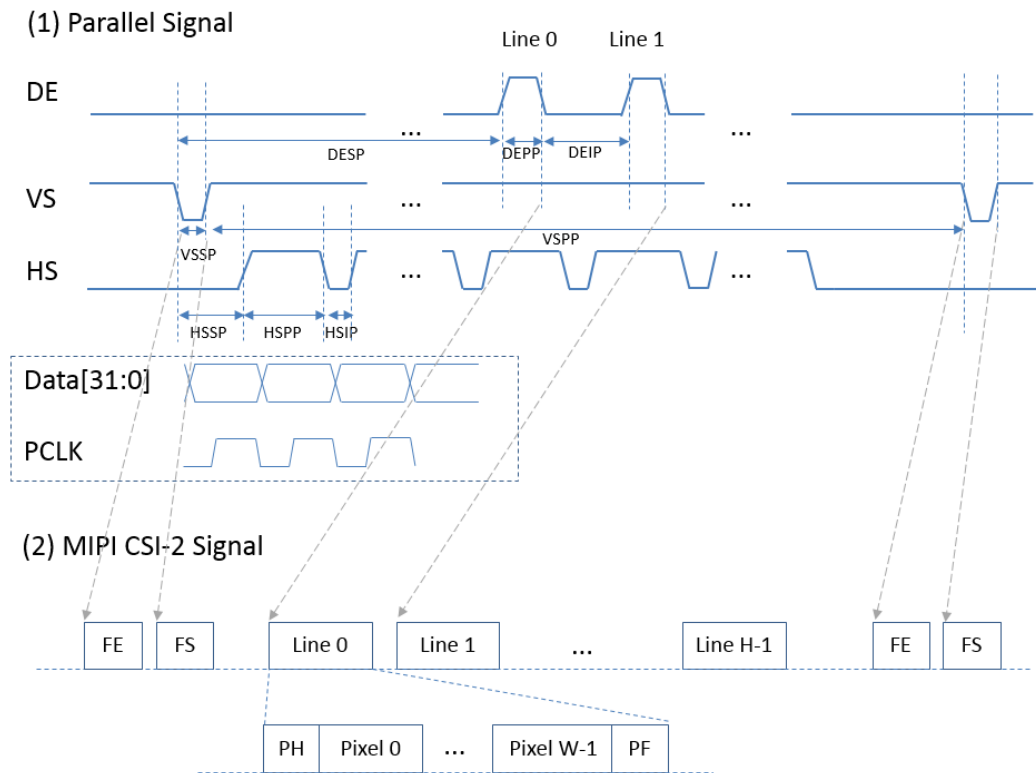 (1) Parallel Signal
Line 0
Line 1
DE
...
...
DESP
DEPP
DEIP
VS
...
...
VSSP
VSPP
HS
...
...
HSSP
HSPP
HSIP
Data[31:0]
PCLK
(2) MIPI CSI-2 Signal
FE
FS
Line 0
Line 1
...
Line H-1
FE
FS
PH
Pixel 0
...
Pixel W-1
PF